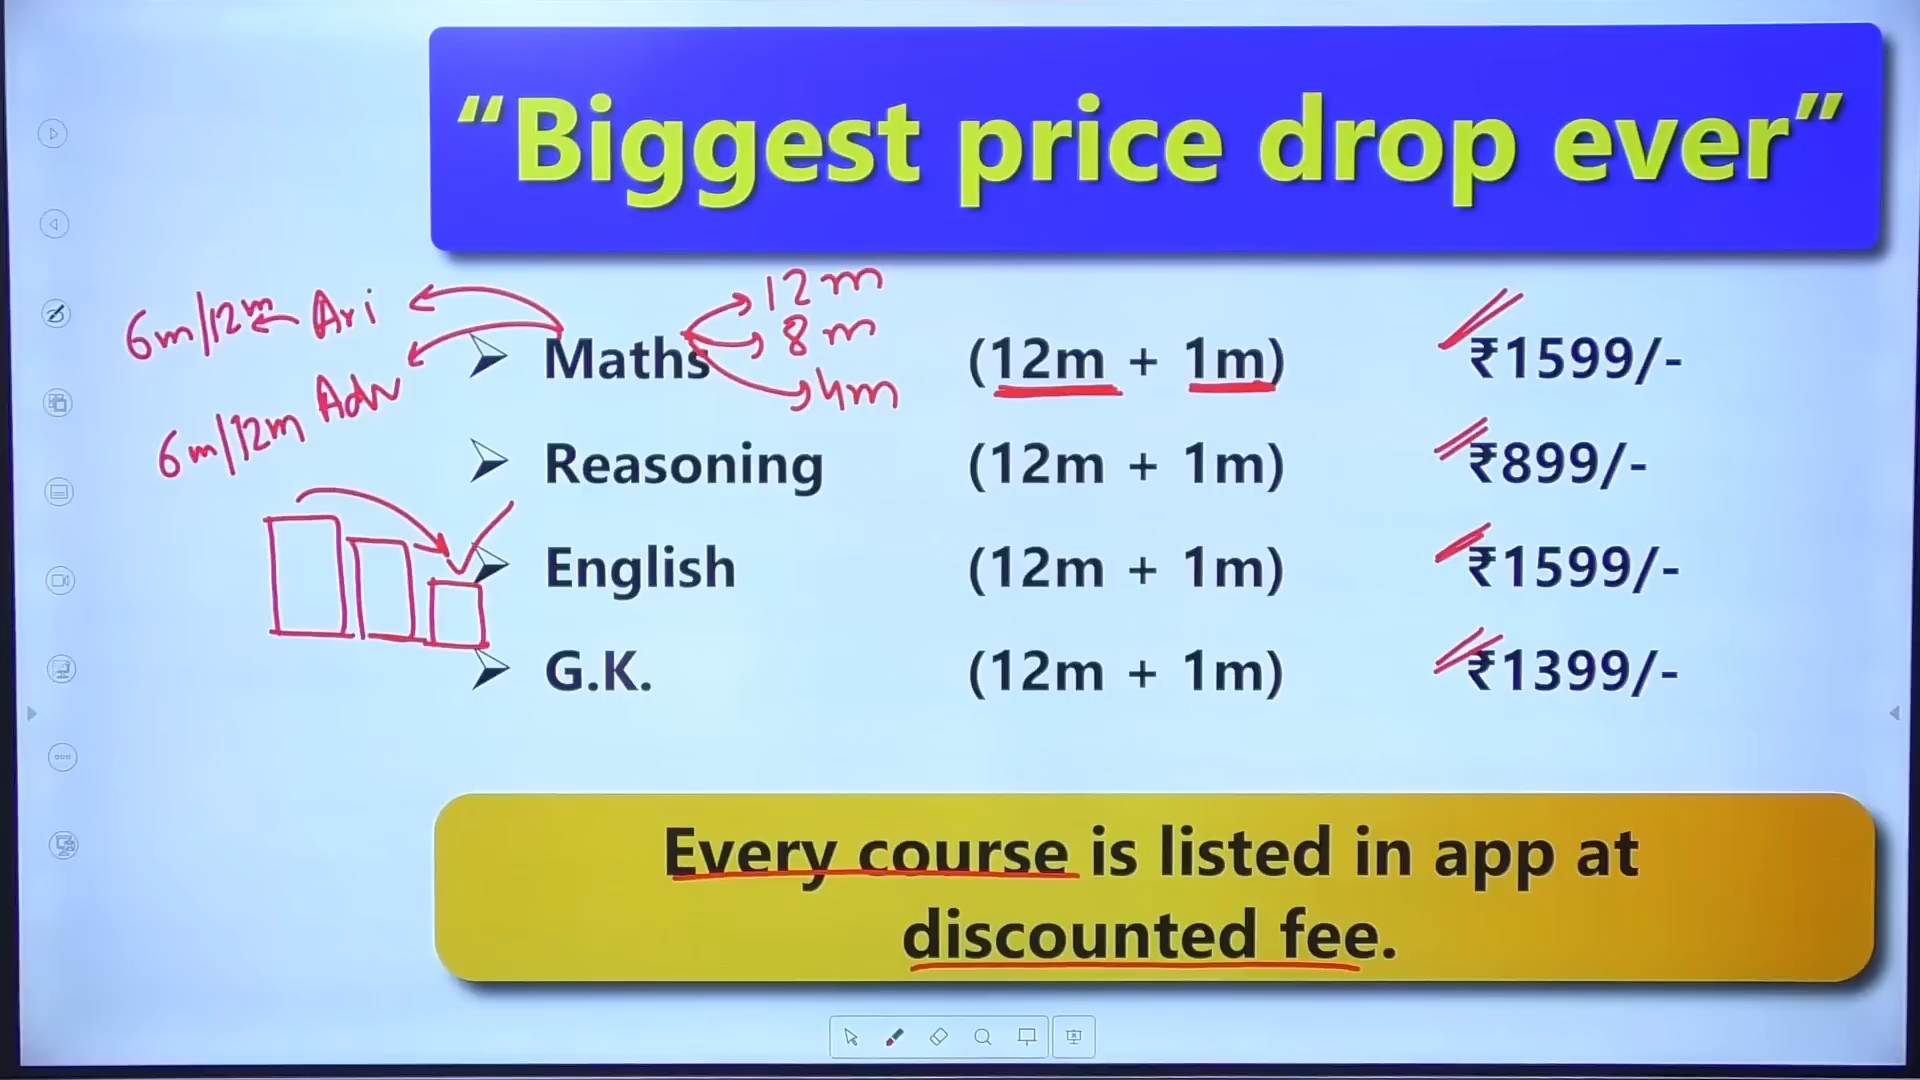 “Biggest price drop ever”
6m/12m ← Ari
12m
8m
4m
➢ Maths (12m + 1m) ₹1599/-
6m/12m Adv
➢ Reasoning (12m + 1m) ₹899/-
➢ English (12m + 1m) ₹1599/-
➢ G.K. (12m + 1m) ₹1399/-
Every course is listed in app at
discounted fee.